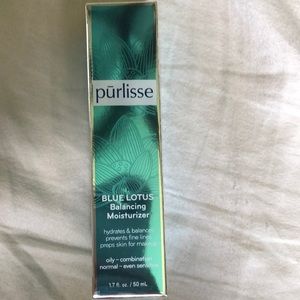 pūrlisse
BLUE LOTUS
Balancing
Moisturizer
hydrates & balances
prevents fine lines
preps skin for makeup
oily – combination
normal – even sensitive
1.7 fl. oz. / 50 mL